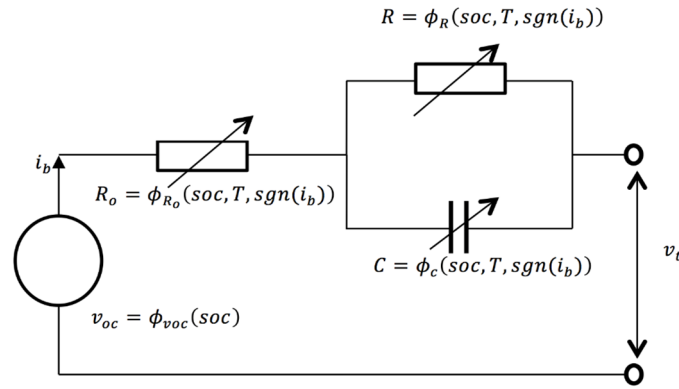 R = ϕ_R(soc, T, sgn(i_b))
i_b
R_o = ϕ_{R_o}(soc, T, sgn(i_b))
C = ϕ_c(soc, T, sgn(i_b))
v_t
v_oc = ϕ_voc(soc)